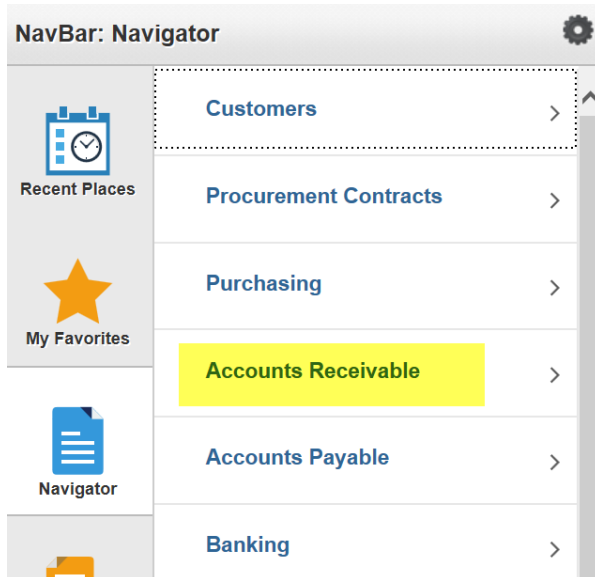 NavBar: Navigator
Recent Places
My Favorites
Navigator
Customers
Procurement Contracts
Purchasing
Accounts Receivable
Accounts Payable
Banking